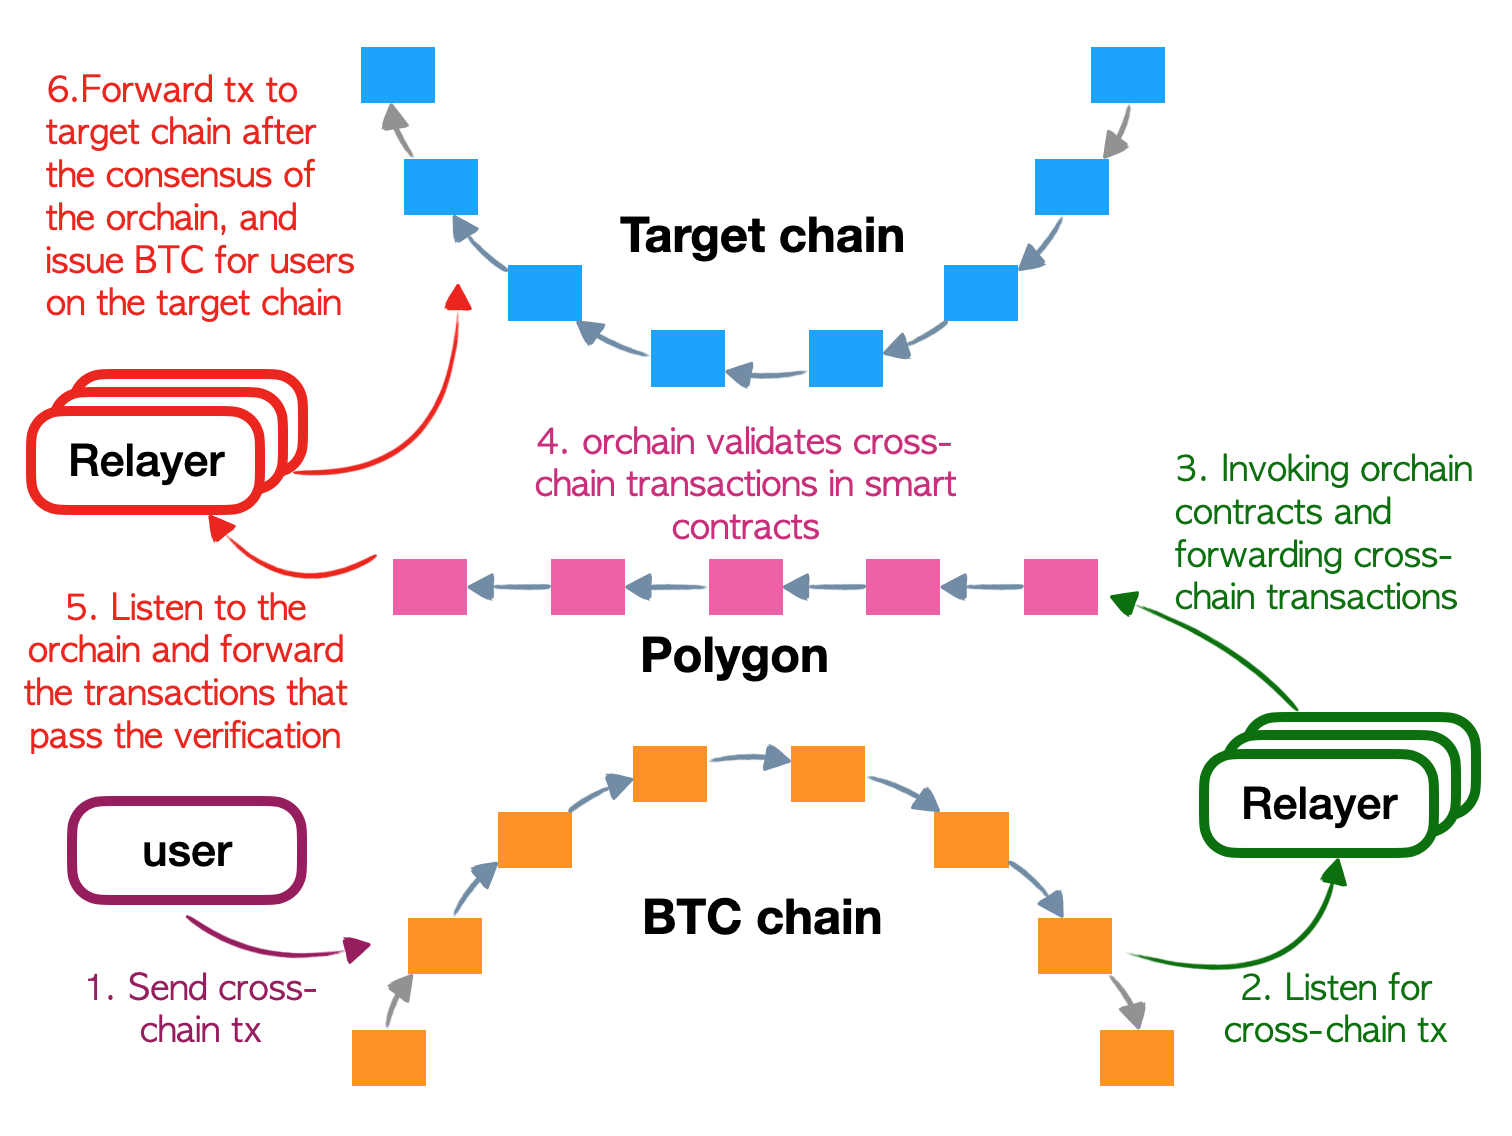 6.Forward tx to
target chain after
the consensus of
the orchain, and
issue BTC for users
on the target chain
Target chain
Relayer
4. orchain validates cross-
chain transactions in smart
contracts
3. Invoking orchain
contracts and
forwarding cross-
chain transactions
5. Listen to the
orchain and forward
the transactions that
pass the verification
Polygon
Relayer
user
BTC chain
1. Send cross-
chain tx
2. Listen for
cross-chain tx